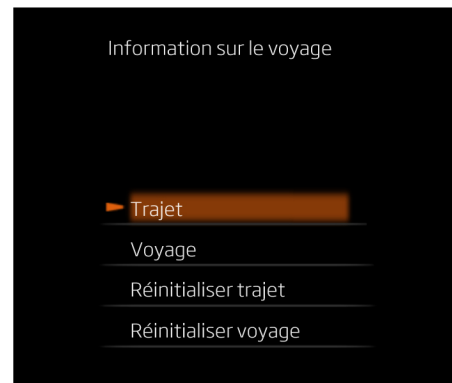 Information sur le voyage
Trajet
Voyage
Réinitialiser trajet
Réinitialiser voyage